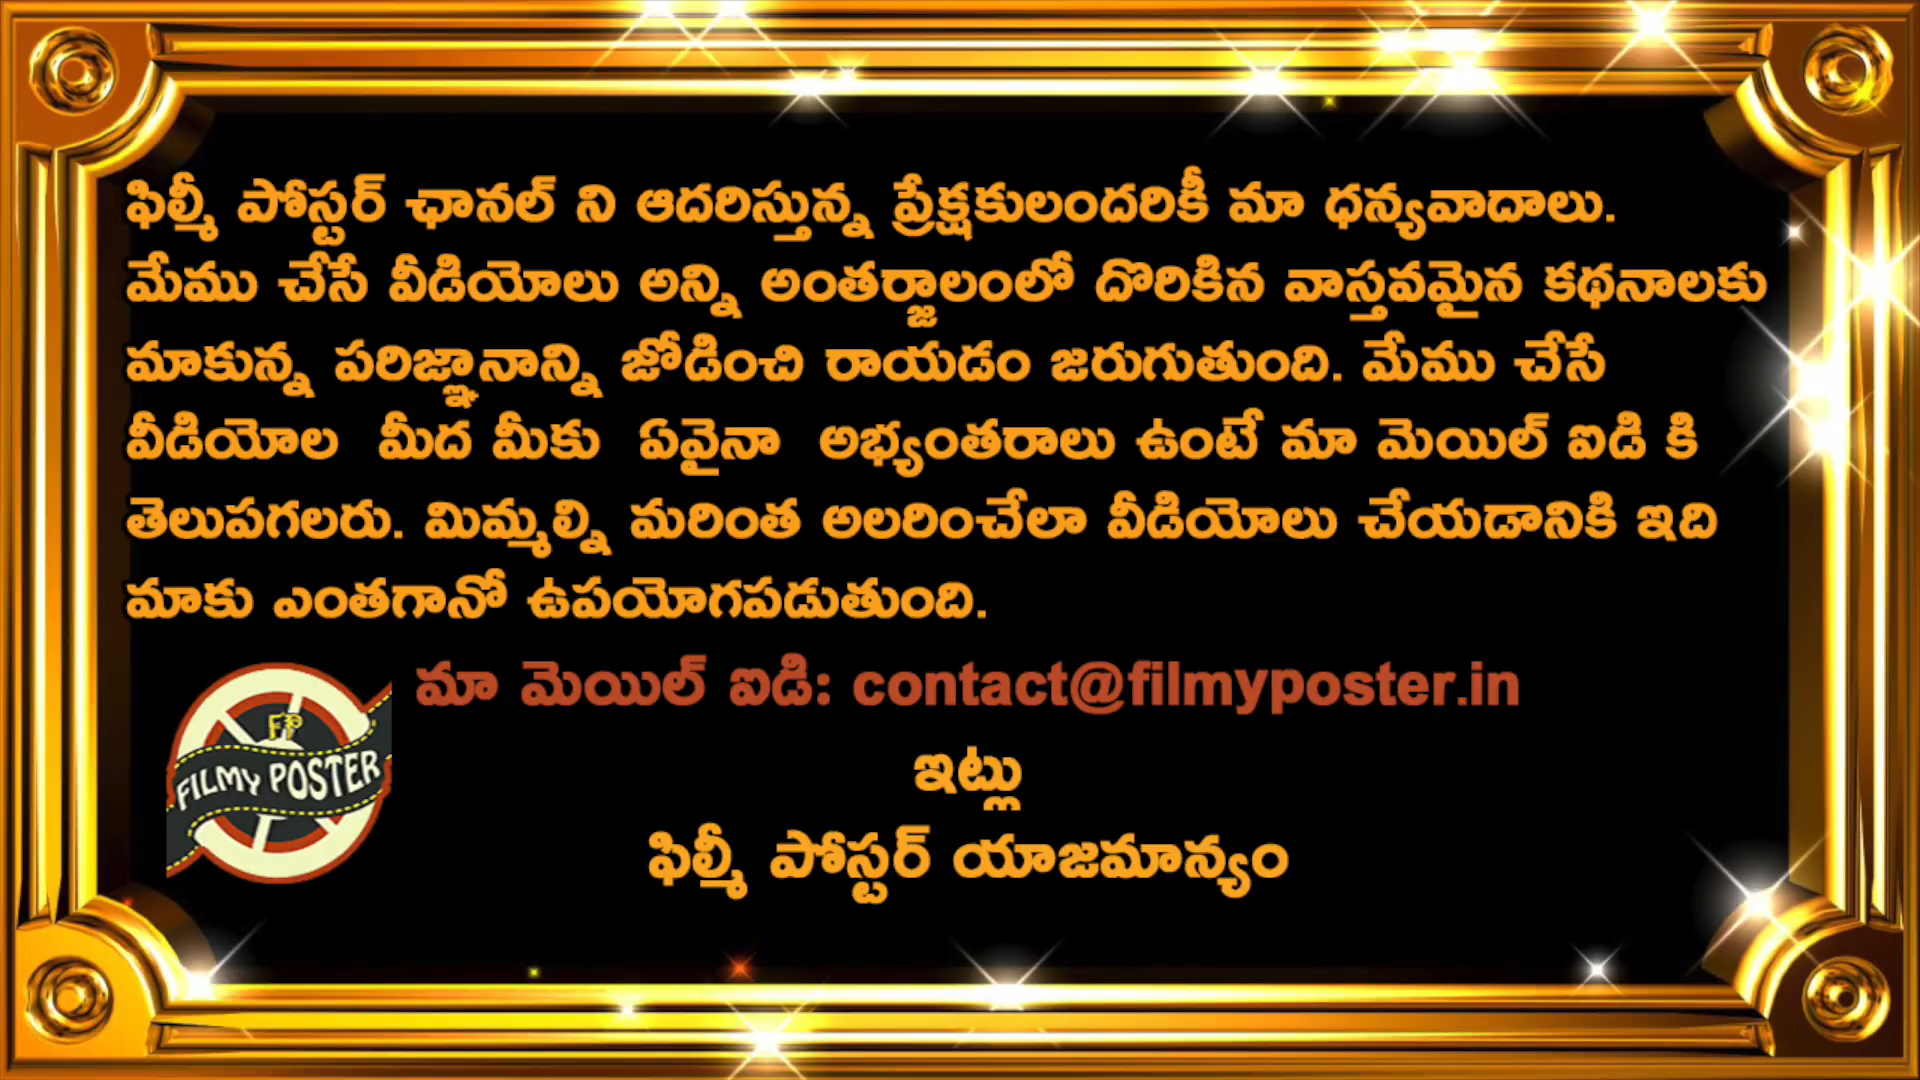 ఫిల్మీ పోస్టర్ ఛానల్ ని ఆదరిస్తున్న ప్రేక్షకులందరికీ మా ధన్యవాదాలు.
మేము చేసే వీడియోలు అన్ని అంతర్జాలంలో దొరికిన వాస్తవమైన కథనాలకు
మాకున్న పరిజ్ఞానాన్ని జోడించి రాయడం జరుగుతుంది. మేము చేసే
వీడియోల మీద మీకు ఏవైనా అభ్యంతరాలు ఉంటే మా మెయిల్ ఐడి కి
తెలుపగలరు. మిమ్మల్ని మరింత అలరించేలా వీడియోలు చేయడానికి ఇది
మాకు ఎంతగానో ఉపయోగపడుతుంది.
మా మెయిల్ ఐడి: contact@filmyposter.in
FP
FILMY POSTER
ఇట్లు
ఫిల్మీ పోస్టర్ యాజమాన్యం